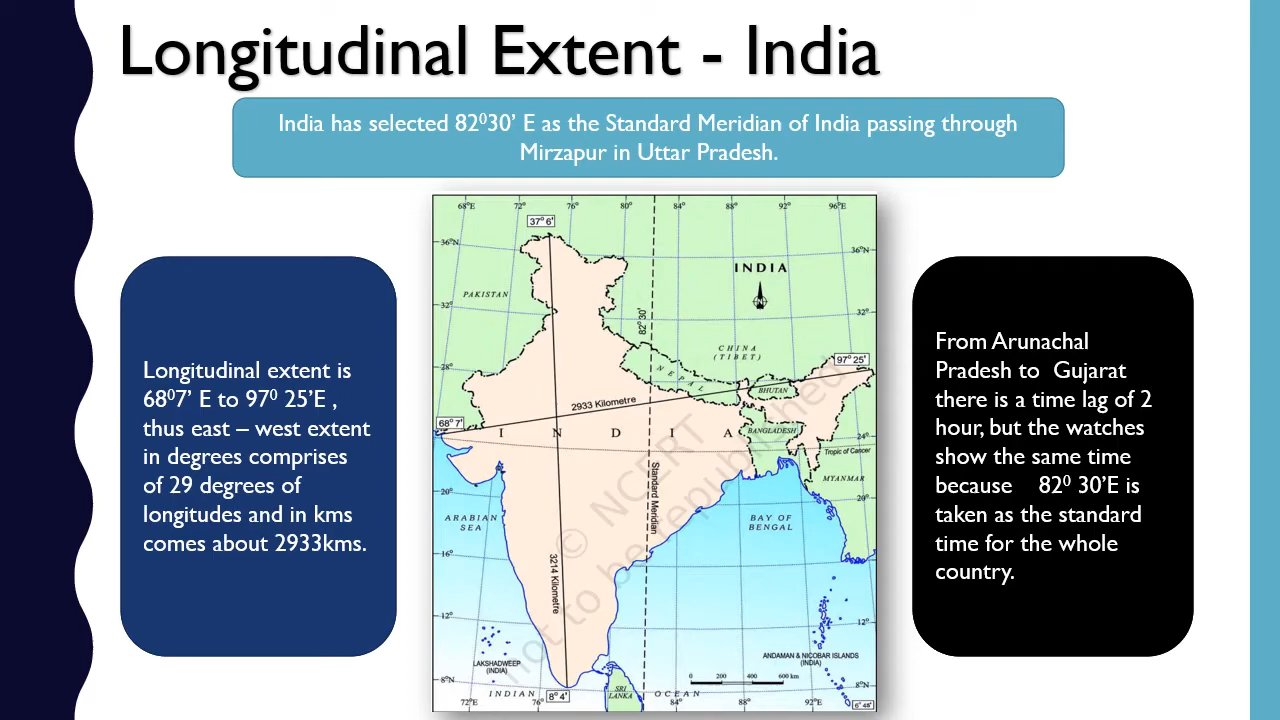 Longitudinal Extent - India
India has selected 82⁰30’ E as the Standard Meridian of India passing through
Mirzapur in Uttar Pradesh.
Longitudinal extent is
68⁰7’ E to 97⁰ 25’E ,
thus east – west extent
in degrees comprises
of 29 degrees of
longitudes and in kms
comes about 2933kms.
68°E 72° 76° 80° 84° 88° 92° 96°E
37° 6'
36°N 36°N
INDIA
N
PAKISTAN
32° 32°
82° 30'
CHINA
(TIBET)
97° 25'
28° 28°
NEPAL
BHUTAN
2933 Kilometre
68° 7'
INDIA
BANGLADESH
24°
Tropic of Cancer
MYANMAR
Standard Meridian
20° 20°
ARABIAN
SEA
BAY OF
BENGAL
16° 16°
3214 Kilometre
© NCERT
not to be republished
12° 12°
LAKSHADWEEP
(INDIA)
ANDAMAN & NICOBAR ISLANDS
(INDIA)
0 200 400 600 km
8°N 8°N
INDIAN OCEAN
8° 4'
SRI
LANKA
72°E 76° 84° 88° 92°E
6° 45'
From Arunachal
Pradesh to Gujarat
there is a time lag of 2
hour, but the watches
show the same time
because 82⁰ 30’E is
taken as the standard
time for the whole
country.